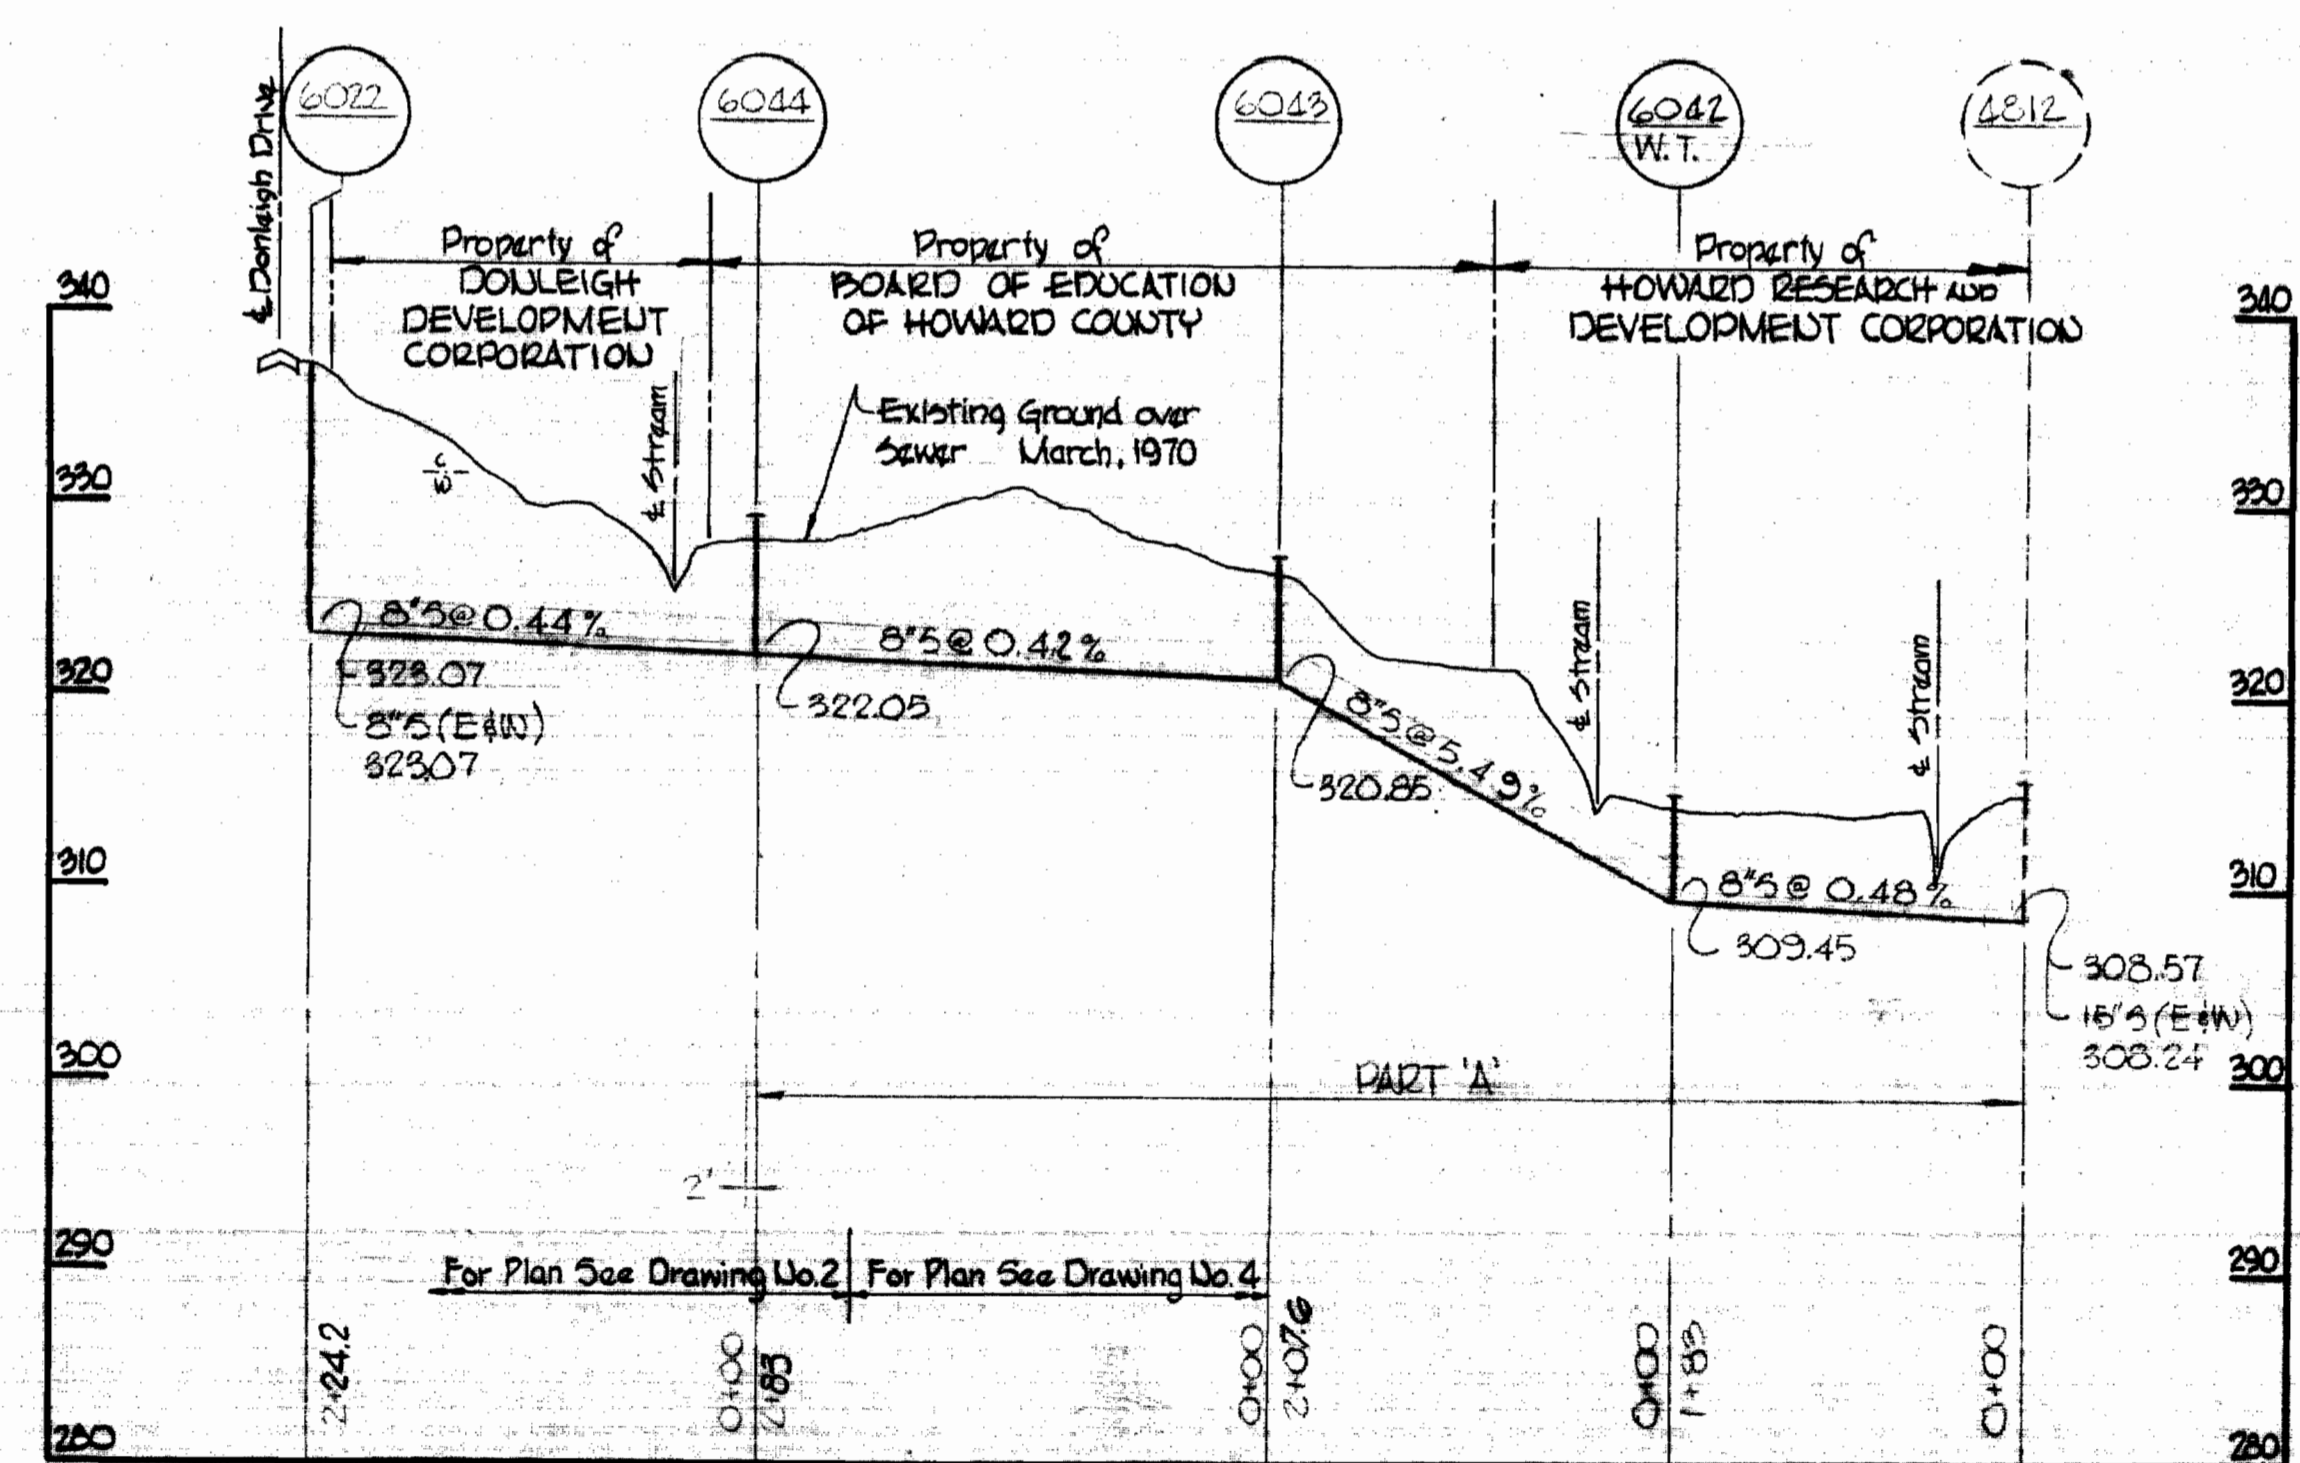 6022
6044
6043
6042
W.T.
4812
℄ Donleigh Drive
Property of
DONLEIGH
DEVELOPMENT
CORPORATION
Property of
BOARD OF EDUCATION
OF HOWARD COUNTY
Property of
HOWARD RESEARCH AND
DEVELOPMENT CORPORATION
340
340
℄ Stream
Existing Ground over
Sewer March, 1970
330
330
℄ Stream
℄ Stream
8"S @ 0.44%
8"S @ 0.42%
8"S @ 5.49%
8"S @ 0.48%
323.07
8"S (E&W)
323.07
322.05
320.85
309.45
308.57
15"S (E&W)
308.24
320
320
310
310
300
300
PART 'A'
2'
290
290
For Plan See Drawing No.2
For Plan See Drawing No.4
2+24.2
0+00
2+83
0+00
2+07.6
0+00
1+83
0+00
280
280